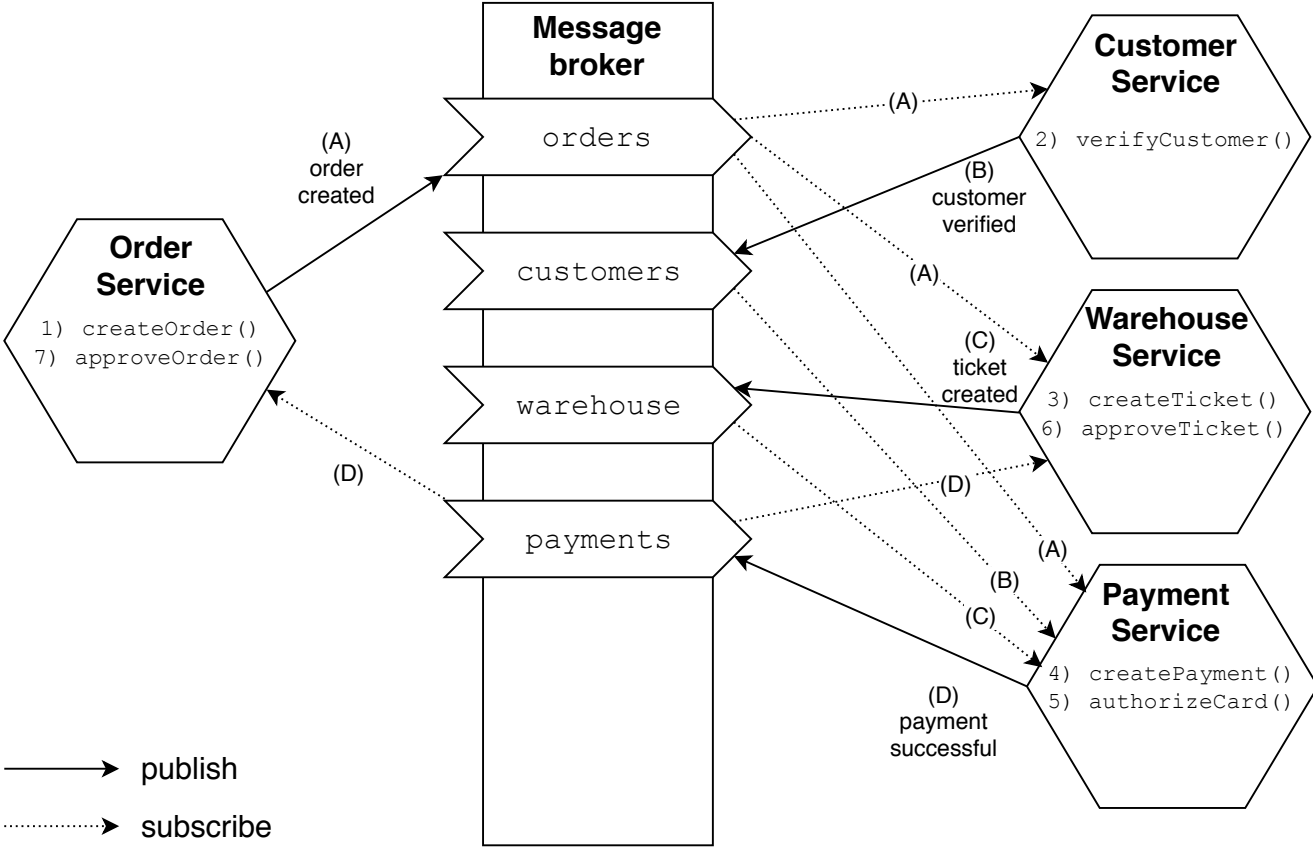 Message
broker
orders
customers
warehouse
payments
(A)
order
created
Order
Service
1) createOrder()
7) approveOrder()
(D)
(A)
Customer
Service
2) verifyCustomer()
(B)
customer
verified
(A)
Warehouse
Service
3) createTicket()
6) approveTicket()
(C)
ticket
created
(D)
(A)
(B)
(C)
Payment
Service
4) createPayment()
5) authorizeCard()
(D)
payment
successful
publish
subscribe